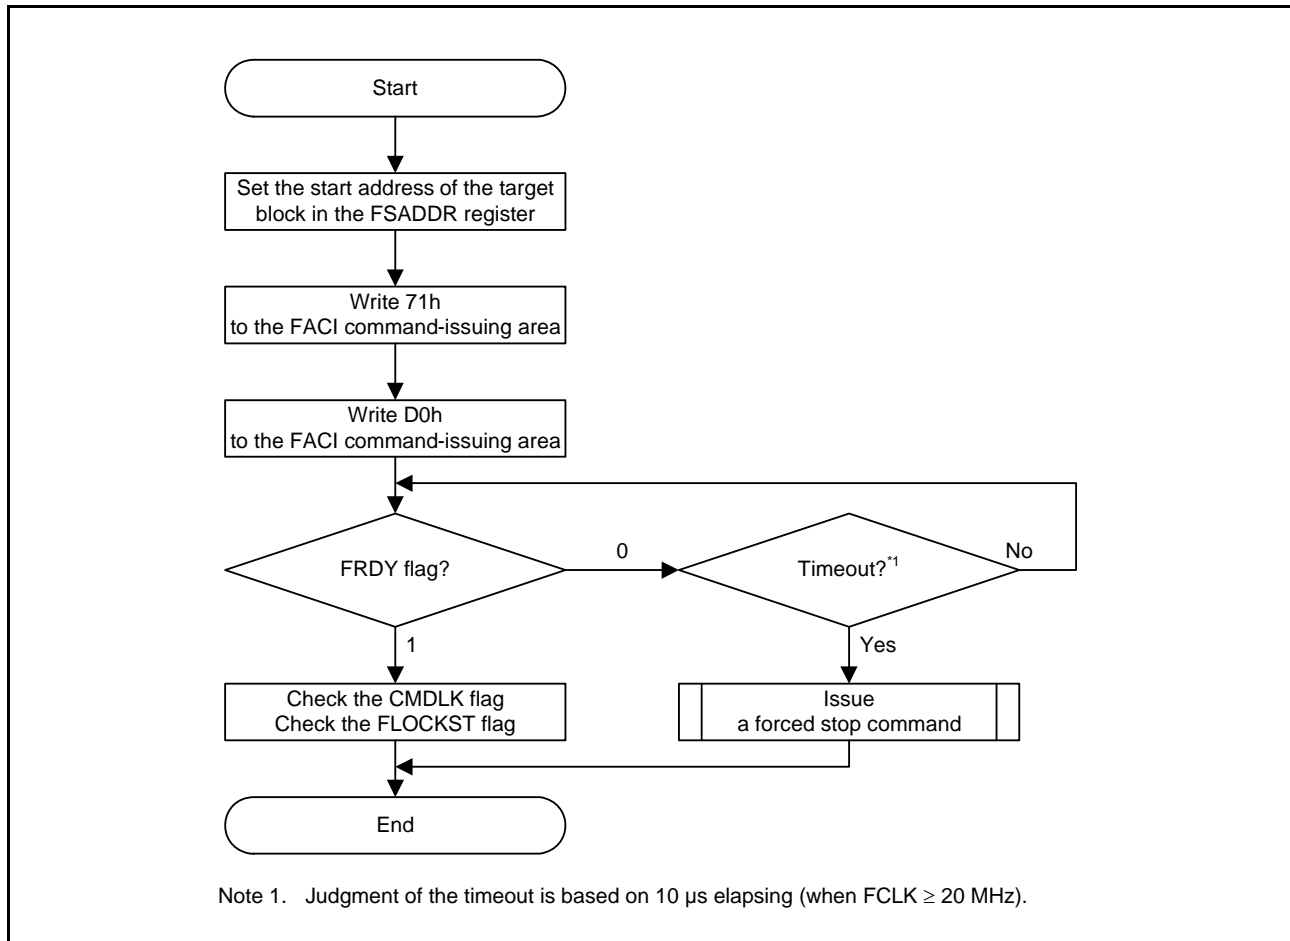 Start
Set the start address of the target
block in the FSADDR register
Write 71h
to the FACI command-issuing area
Write D0h
to the FACI command-issuing area
FRDY flag?
0
Timeout?*1
No
1
Yes
Check the CMDLK flag
Check the FLOCKST flag
Issue
a forced stop command
End
Note 1. Judgment of the timeout is based on 10 µs elapsing (when FCLK ≥ 20 MHz).